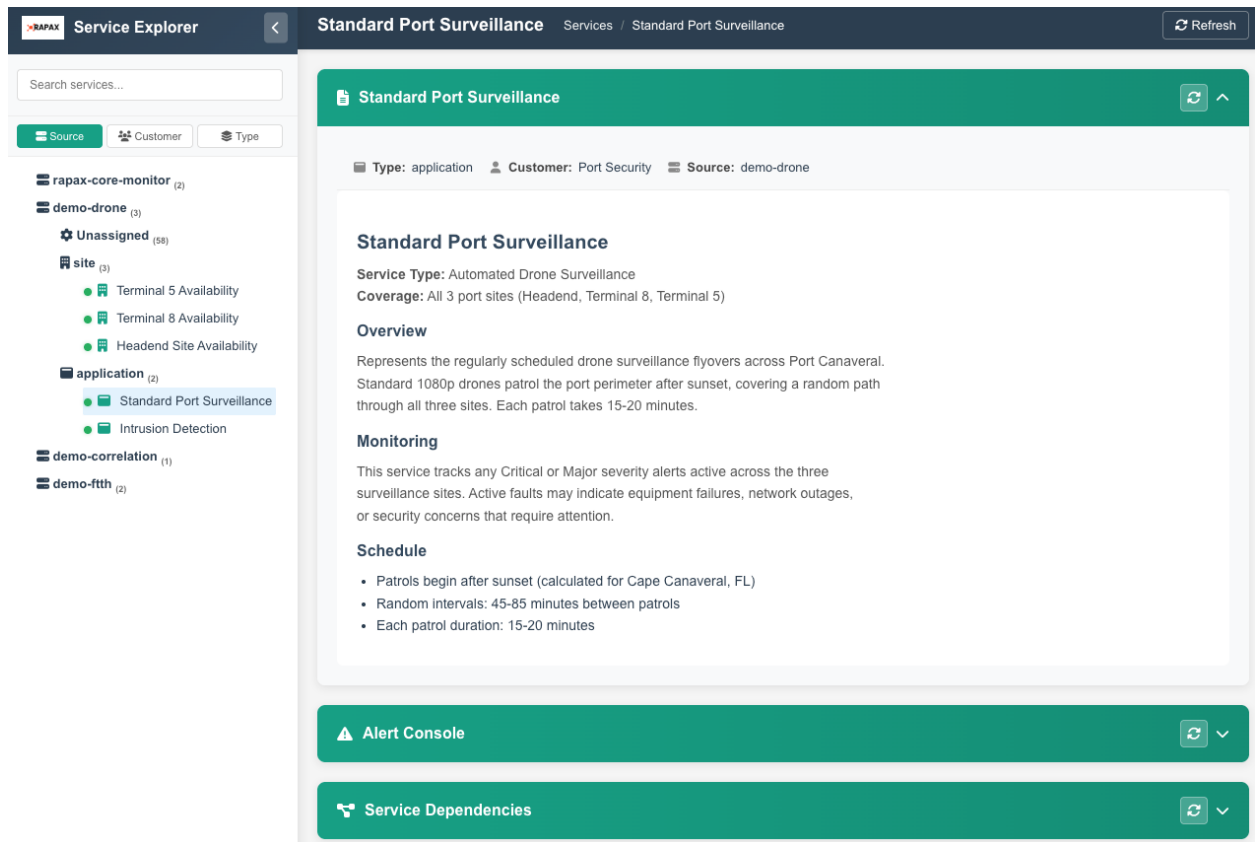 RAPAX Service Explorer
Standard Port Surveillance Services / Standard Port Surveillance
Refresh
Search services...
Source Customer Type
rapax-core-monitor (2)
demo-drone (3)
Unassigned (58)
site (3)
Terminal 5 Availability
Terminal 8 Availability
Headend Site Availability
application (2)
Standard Port Surveillance
Intrusion Detection
demo-correlation (1)
demo-ftth (2)
Standard Port Surveillance
Type: application Customer: Port Security Source: demo-drone
Standard Port Surveillance
Service Type: Automated Drone Surveillance
Coverage: All 3 port sites (Headend, Terminal 8, Terminal 5)
Overview
Represents the regularly scheduled drone surveillance flyovers across Port Canaveral.
Standard 1080p drones patrol the port perimeter after sunset, covering a random path
through all three sites. Each patrol takes 15-20 minutes.
Monitoring
This service tracks any Critical or Major severity alerts active across the three
surveillance sites. Active faults may indicate equipment failures, network outages,
or security concerns that require attention.
Schedule
• Patrols begin after sunset (calculated for Cape Canaveral, FL)
• Random intervals: 45-85 minutes between patrols
• Each patrol duration: 15-20 minutes
Alert Console
Service Dependencies